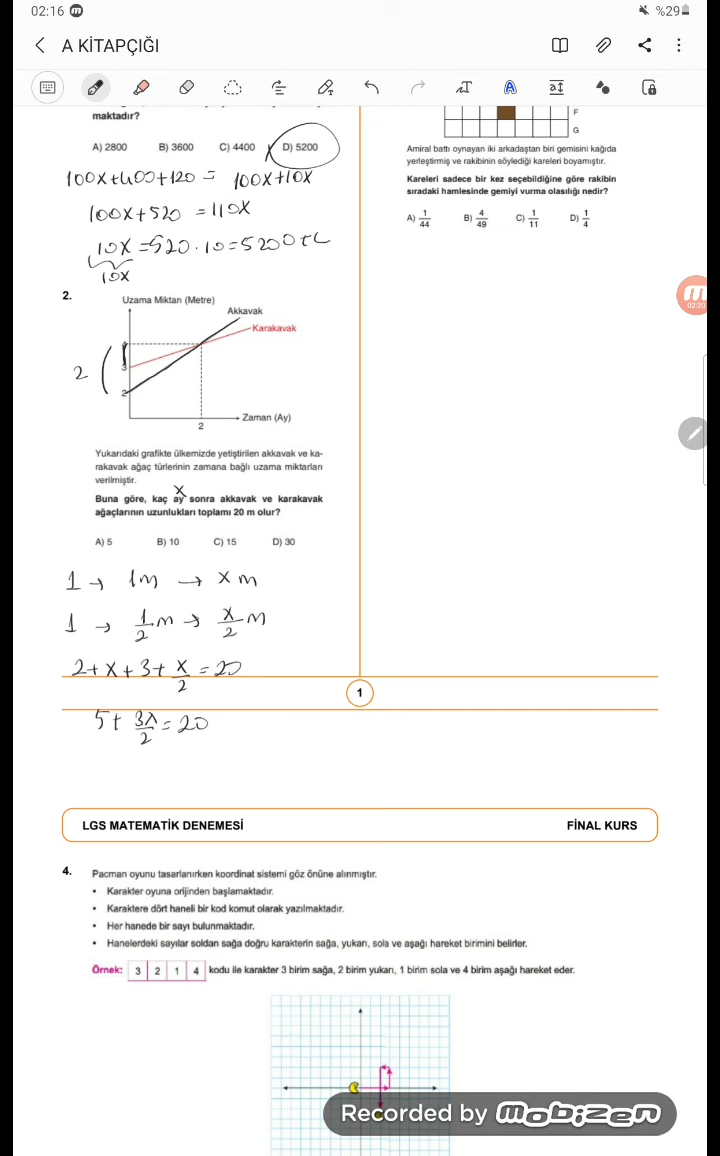 02:16
%29
A KİTAPÇIĞI
maktadır?
A) 2800 B) 3600 C) 4400 D) 5200
100x+400+120 = 100x+10x
100x+520 = 110x
10x = 520 . 10 = 5200 TL
10x
2.
Uzama Miktarı (Metre)
Akkavak
Karakavak
4
3
2
2
2
Zaman (Ay)
Yukarıdaki grafikte ülkemizde yetiştirilen akkavak ve ka-
rakavak ağaç türlerinin zamana bağlı uzama miktarları
verilmiştir.
x
Buna göre, kaç ay sonra akkavak ve karakavak
ağaçlarının uzunlukları toplamı 20 m olur?
A) 5 B) 10 C) 15 D) 30
1 → 1m → x m
1 → 1/2 m → x/2 m
2+x+3+x/2 = 20
5+3x/2 = 20
F
G
Amiral battı oynayan iki arkadaştan biri gemisini kağıda
yerleştirmiş ve rakibinin söylediği kareleri boyamıştır.
Kareleri sadece bir kez seçebildiğine göre rakibin
sıradaki hamlesinde gemiyi vurma olasılığı nedir?
A) 1/44 B) 4/49 C) 1/11 D) 1/4
02:20
1
LGS MATEMATİK DENEMESİ FİNAL KURS
4.
Pacman oyunu tasarlanırken koordinat sistemi göz önüne alınmıştır.
• Karakter oyuna orijinden başlamaktadır.
• Karaktere dört haneli bir kod komut olarak yazılmaktadır.
• Her hanede bir sayı bulunmaktadır.
• Hanelerdeki sayılar soldan sağa doğru karakterin sağa, yukarı, sola ve aşağı hareket birimini belirler.
Örnek: 3 2 1 4 kodu ile karakter 3 birim sağa, 2 birim yukarı, 1 birim sola ve 4 birim aşağı hareket eder.
Recorded by mobizen